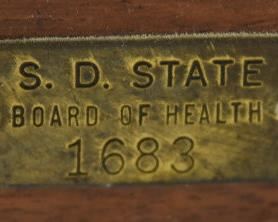 S. D. STATE
BOARD OF HEALTH
1683